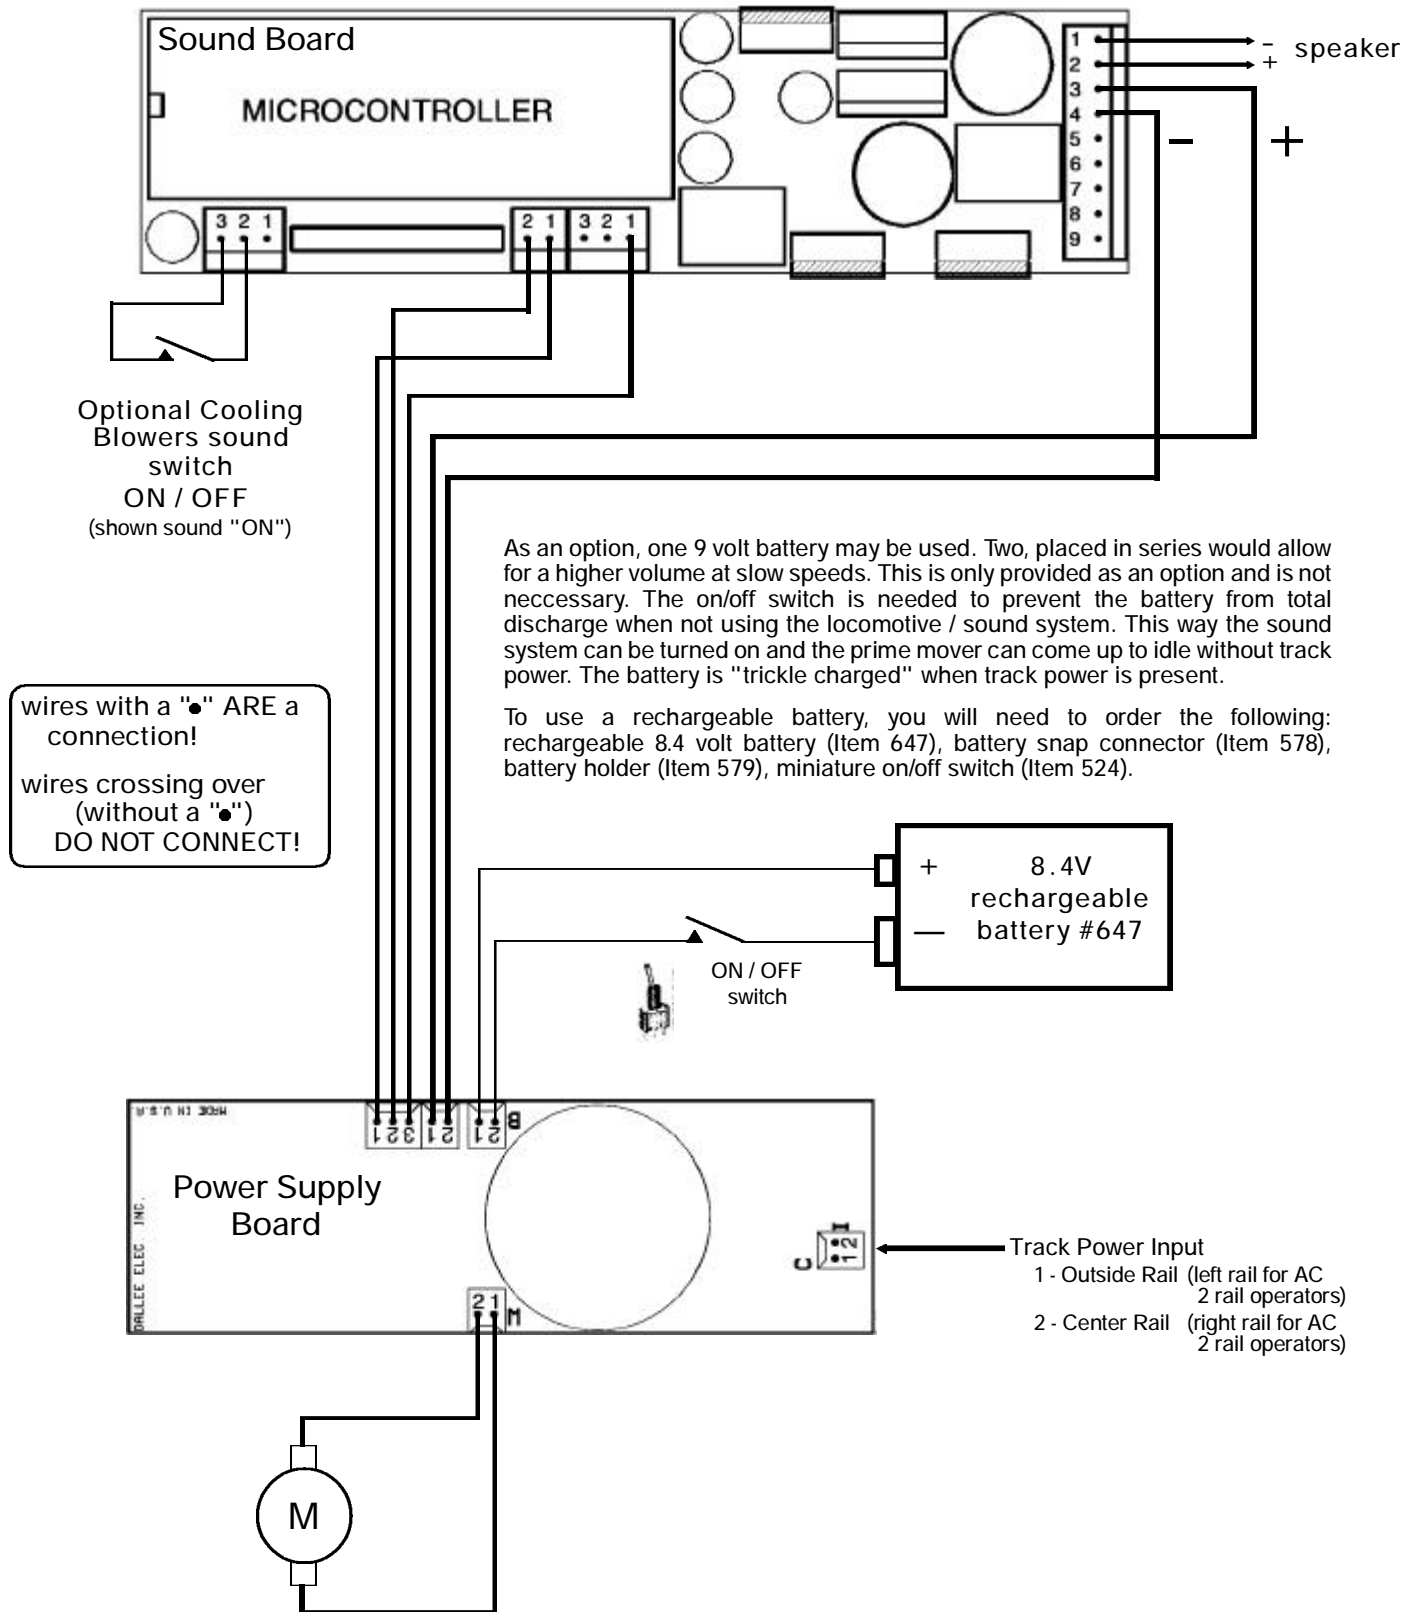 Sound Board
MICROCONTROLLER
1
2
3
4
5
6
7
8
9
– speaker
+
– +
3 2 1
2 1
3 2 1
Optional Cooling
Blowers sound
switch
ON / OFF
(shown sound "ON")
As an option, one 9 volt battery may be used. Two, placed in series would allow
for a higher volume at slow speeds. This is only provided as an option and is not
neccessary. The on/off switch is needed to prevent the battery from total
discharge when not using the locomotive / sound system. This way the sound
system can be turned on and the prime mover can come up to idle without track
power. The battery is "trickle charged" when track power is present.
To use a rechargeable battery, you will need to order the following:
rechargeable 8.4 volt battery (Item 647), battery snap connector (Item 578),
battery holder (Item 579), miniature on/off switch (Item 524).
wires with a "●" ARE a
connection!
wires crossing over
(without a "●")
DO NOT CONNECT!
+ 8.4V
rechargeable
— battery #647
ON / OFF
switch
MADE IN U.S.A.
1 2 3
1 2
1 2
B
Power Supply
Board
DALLEE ELEC. INC.
C
1 2
I
2 1
M
Track Power Input
1 - Outside Rail (left rail for AC
2 rail operators)
2 - Center Rail (right rail for AC
2 rail operators)
M